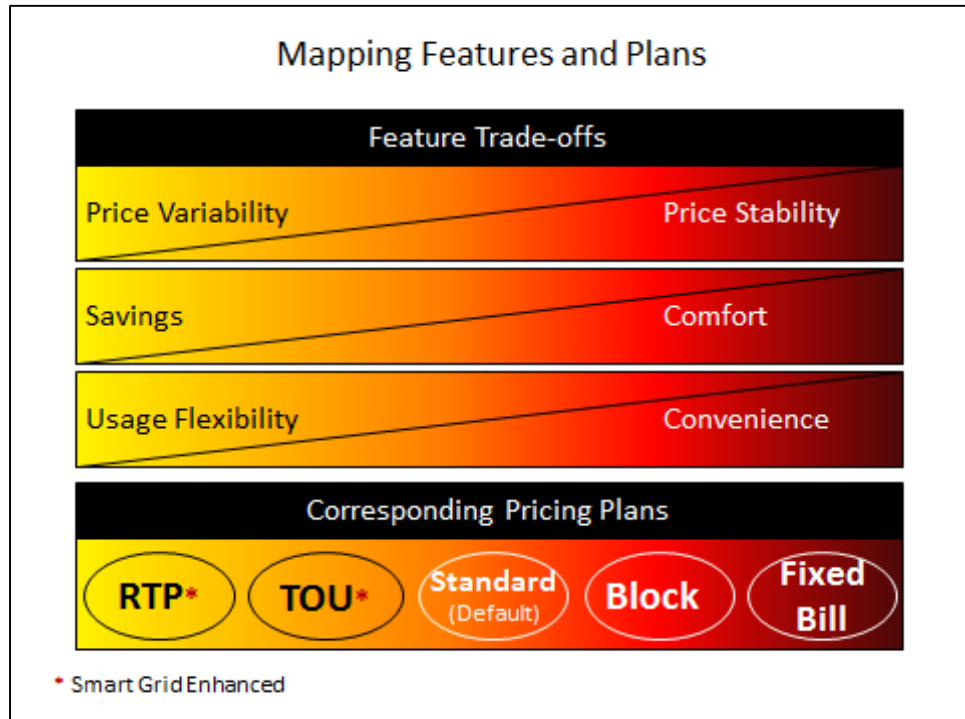 Mapping Features and Plans
Feature Trade-offs
Price Variability
Price Stability
Savings
Comfort
Usage Flexibility
Convenience
Corresponding Pricing Plans
RTP*
TOU*
Standard
(Default)
Block
Fixed
Bill
* Smart Grid Enhanced